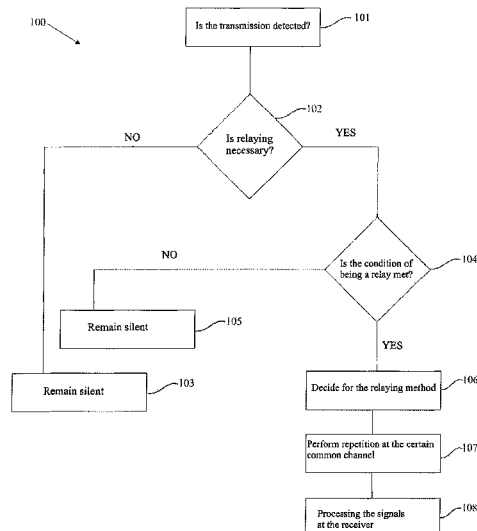 100
Is the transmission detected?
101
102
NO
Is relaying
necessary?
YES
NO
Is the condition of
being a relay met?
104
Remain silent
105
YES
Remain silent
103
Decide for the relaying method
106
Perform repetition at the certain
common channel
107
Processing the signals
at the receiver
108